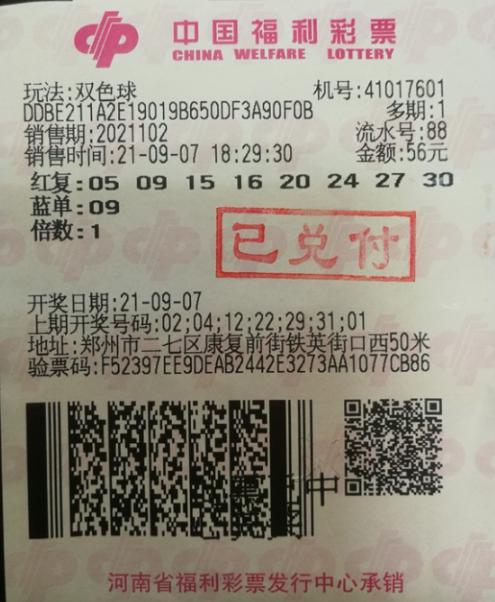 中国福利彩票
CHINA WELFARE LOTTERY
玩法:双色球 机号:41017601
DDBE211A2E19019B650DF3A90F0B 多期:1
销售期:2021102 流水号:88
销售时间:21-09-07 18:29:30 金额:56元
红复:05 09 15 16 20 24 27 30
蓝单:09
倍数:1
已兑付
开奖日期:21-09-07
上期开奖号码:02;04;12;22;29;31;01
地址:郑州市二七区康复前街铁英街口西50米
验票码:F52397EE9DEAB2442E3273AA1077CB86
河南省福利彩票发行中心承销